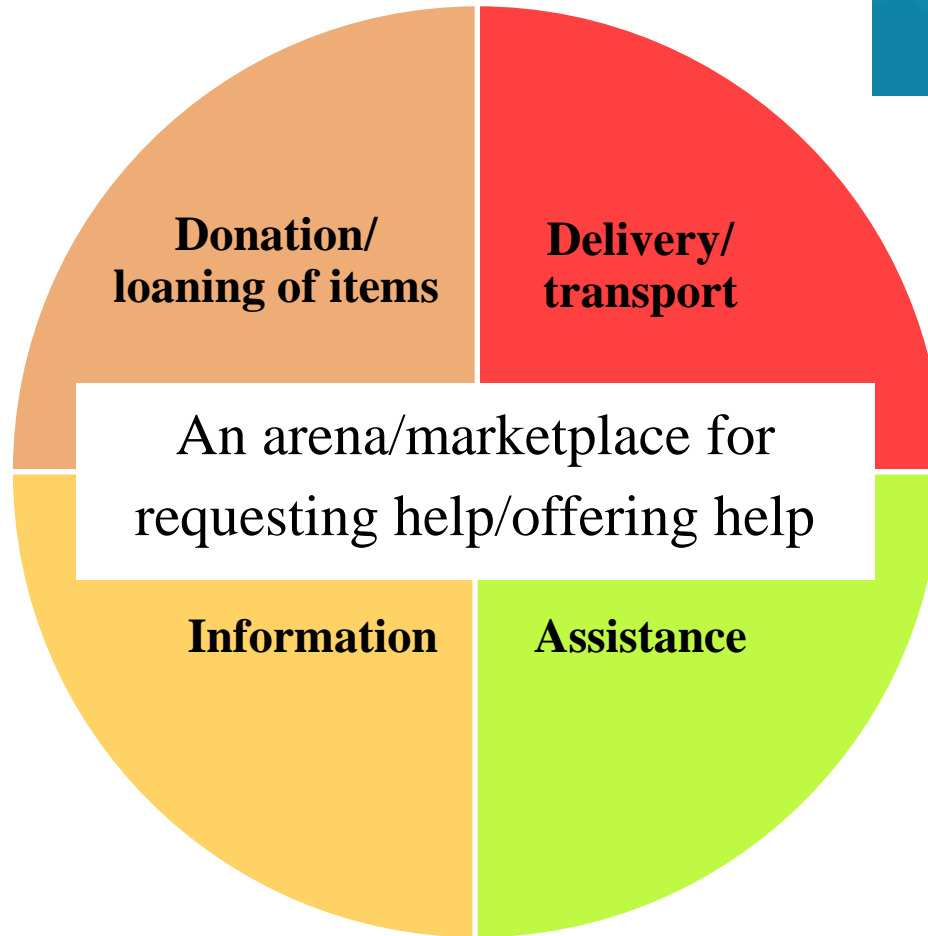 Donation/
loaning of items
Delivery/
transport
An arena/marketplace for
requesting help/offering help
Information
Assistance